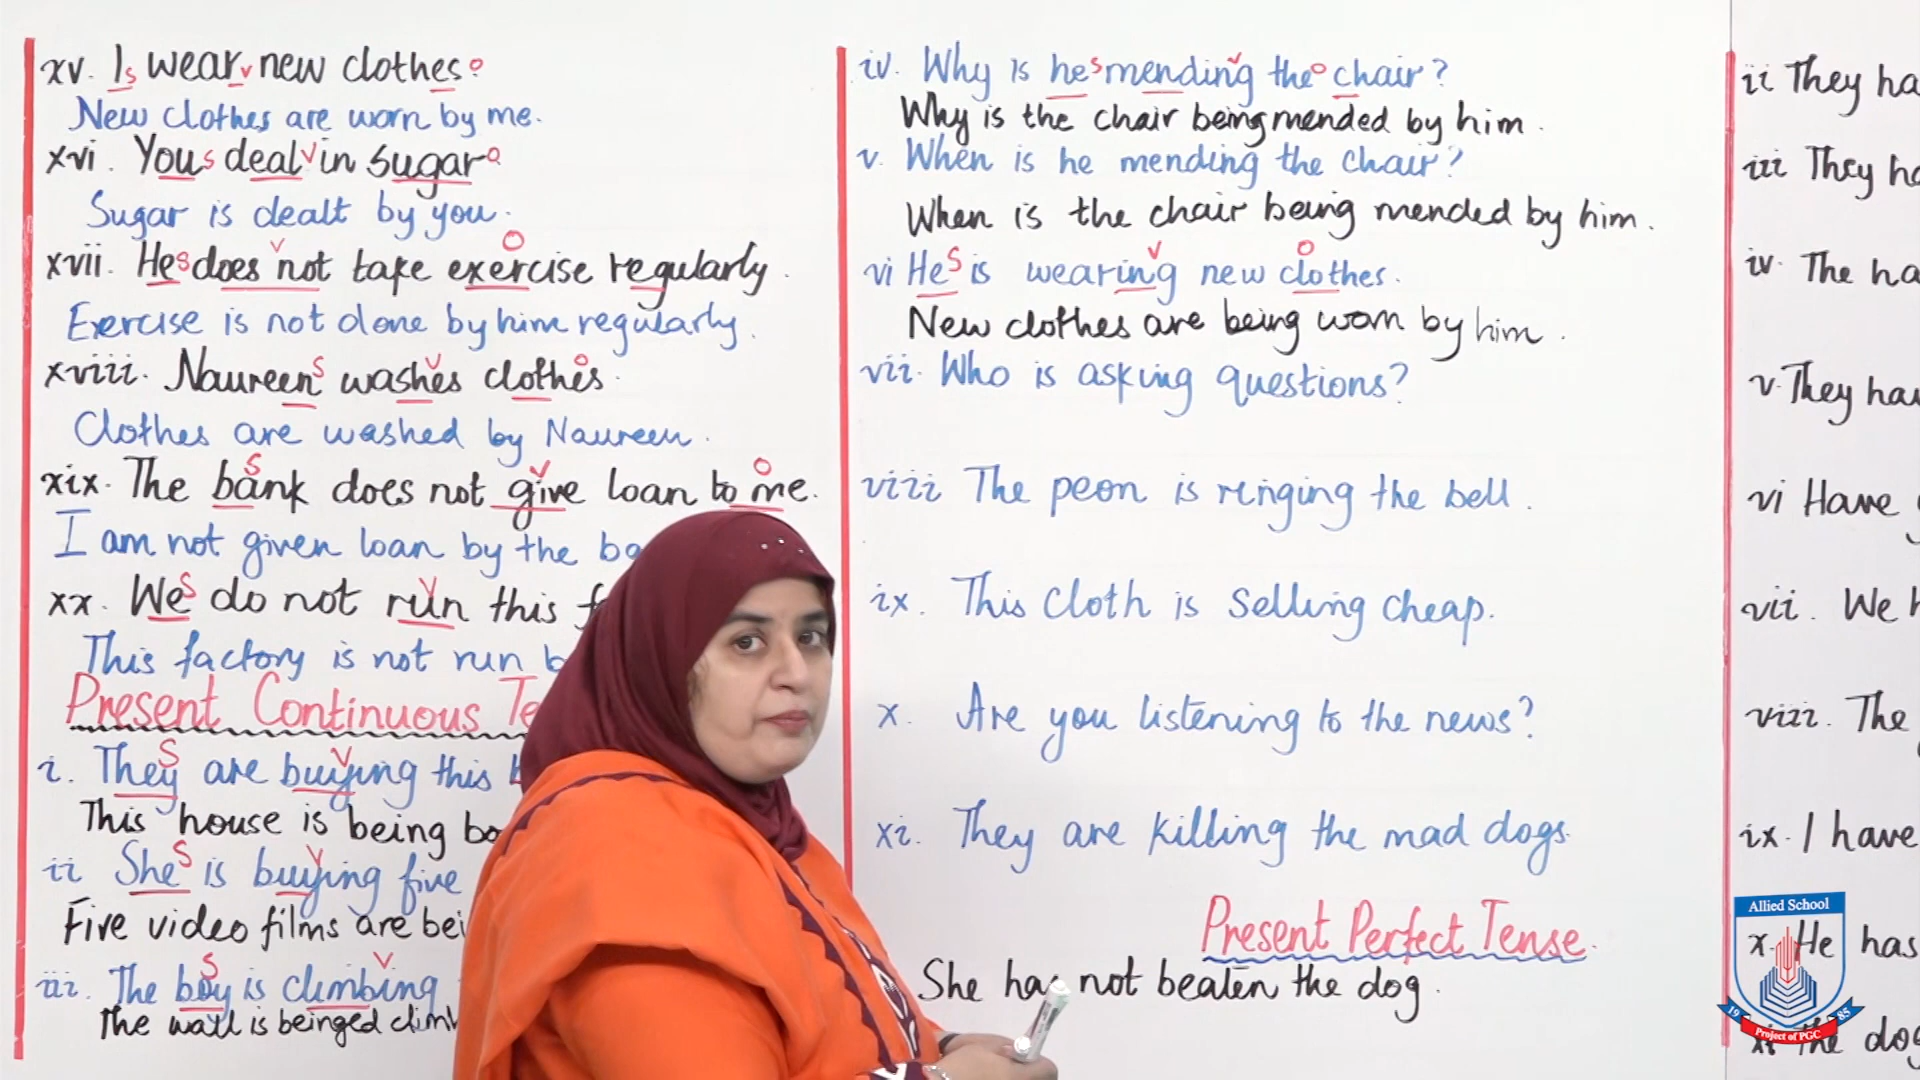 xv. I s wear v new clothes o
New clothes are worn by me.
xvi. You s deal v in sugar o
Sugar is dealt by you.
v o
xvii. He s does not take exercise regularly.
Exercise is not done by him regularly.
s v o
xviii. Naureen washes clothes.
Clothes are washed by Naureen.
s v o
xix. The bank does not give loan to me.
I am not given loan by the
xx. We s do not run v this
This factory is not run
Present Continuous
s v
i. They are buying this
This house is being
s v
ii She is buying five
Five video films are
s v
iii. The boy is climbing
The wall is beinged
iv. Why is he s mending v the o chair?
Why is the chair being mended by him.
v. When is he mending the chair?
When is the chair being mended by him.
vi He s is wearing v new clothes o.
New clothes are being worn by him.
vii. Who is asking questions?
viii The peon is ringing the bell.
ix. This cloth is selling cheap.
x. Are you listening to the news?
xi. They are killing the mad dogs.
Present Perfect Tense.
She has not beaten the dog.
ii They
iii They
iv. The
v. They
vi Have
vii. We
viii. The
ix. I have
x. He has
xi The
Allied School
19 85
Project of PGC